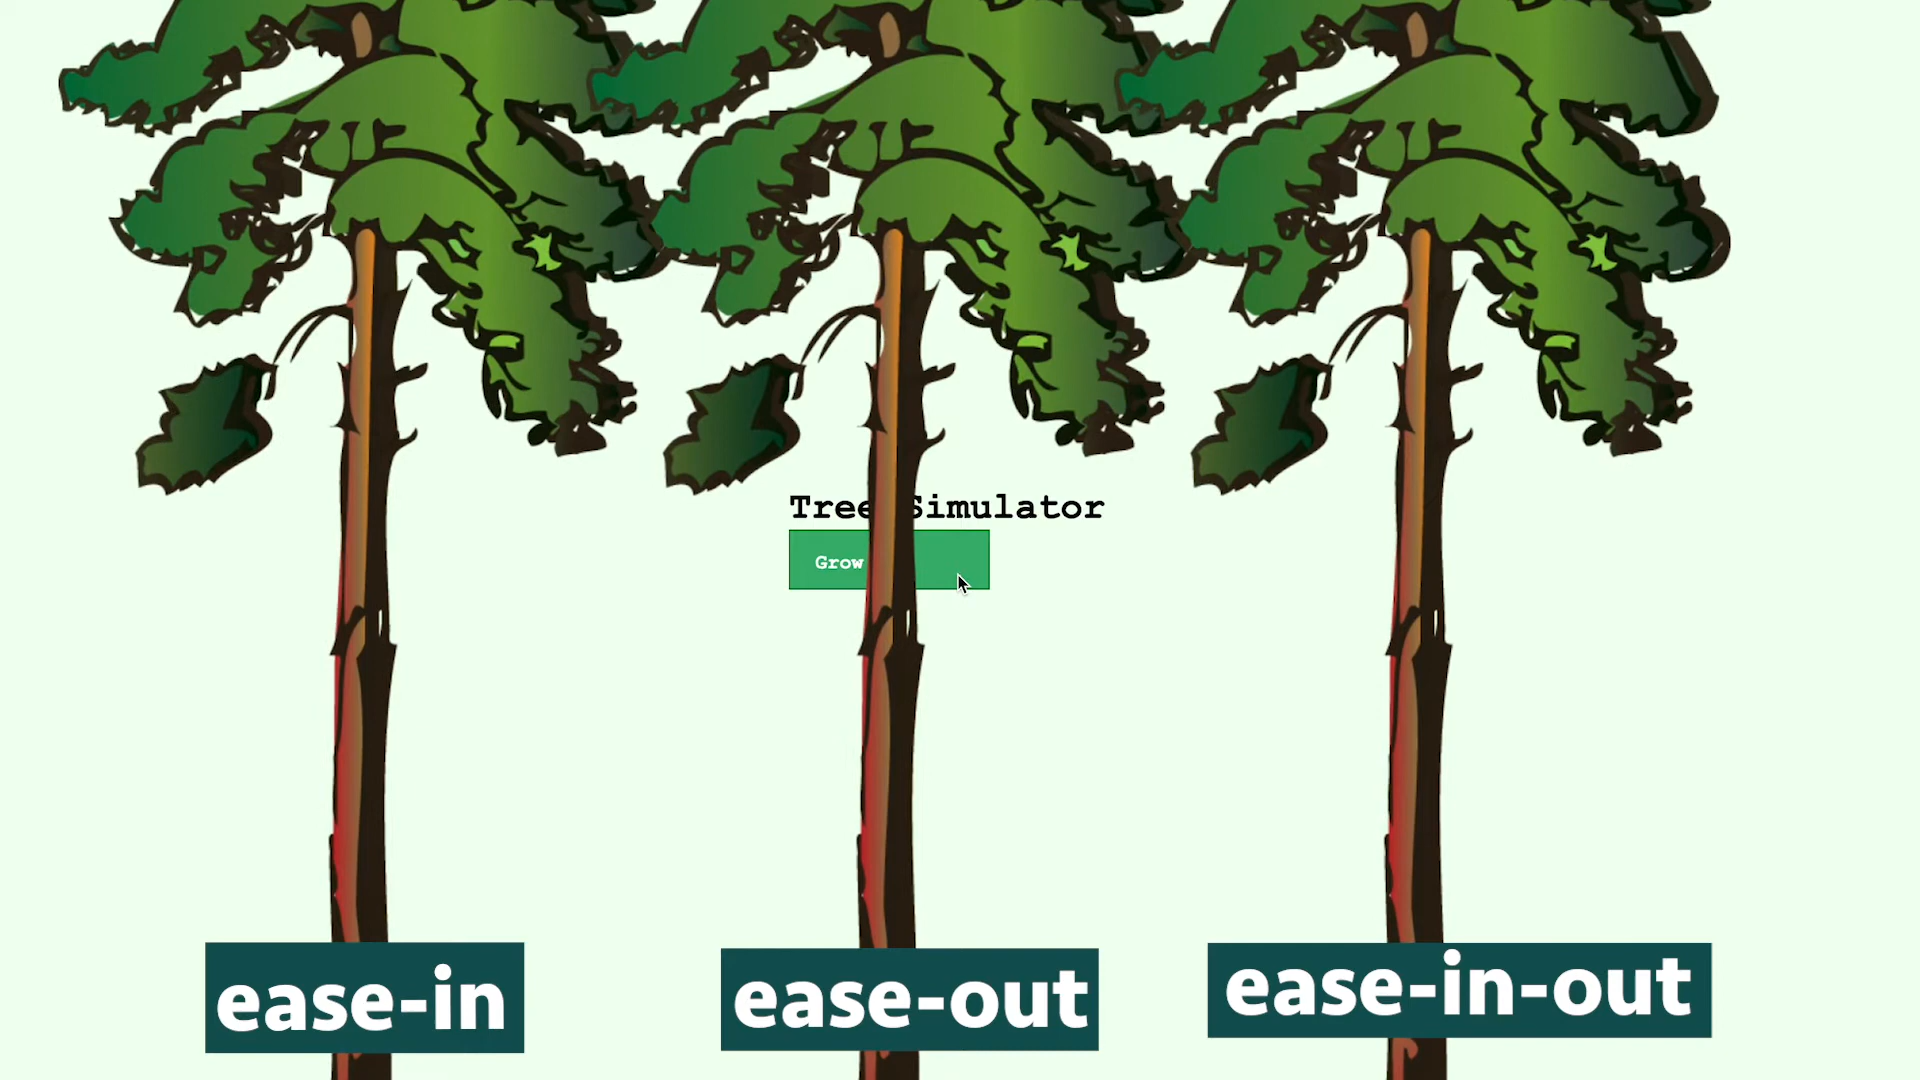 Tree Simulator
Grow
ease-in
ease-out
ease-in-out